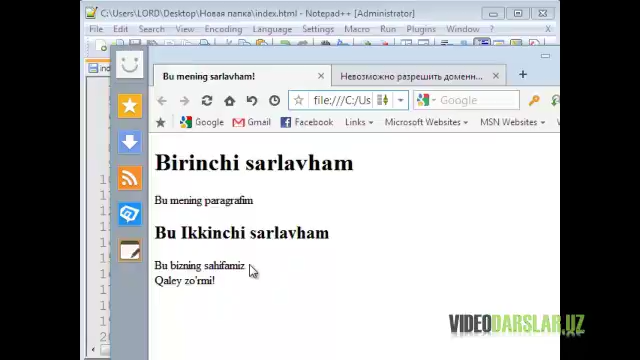 C:\Users\LORD\Desktop\Новая папка\index.html - Notepad++ [Administrator]
File Edit Search View Encoding Language Settings Macro Run Plugins Window ?
Bu mening sarlavham!
Невозможно разрешить доменн...
file:///C:/Us
Google
Google Gmail Facebook Links Microsoft Websites MSN Websites
Birinchi sarlavham
Bu mening paragrafim
Bu Ikkinchi sarlavham
Bu bizning sahifamiz
Qaley zo'rmi!
VIDEODARSLAR.UZ